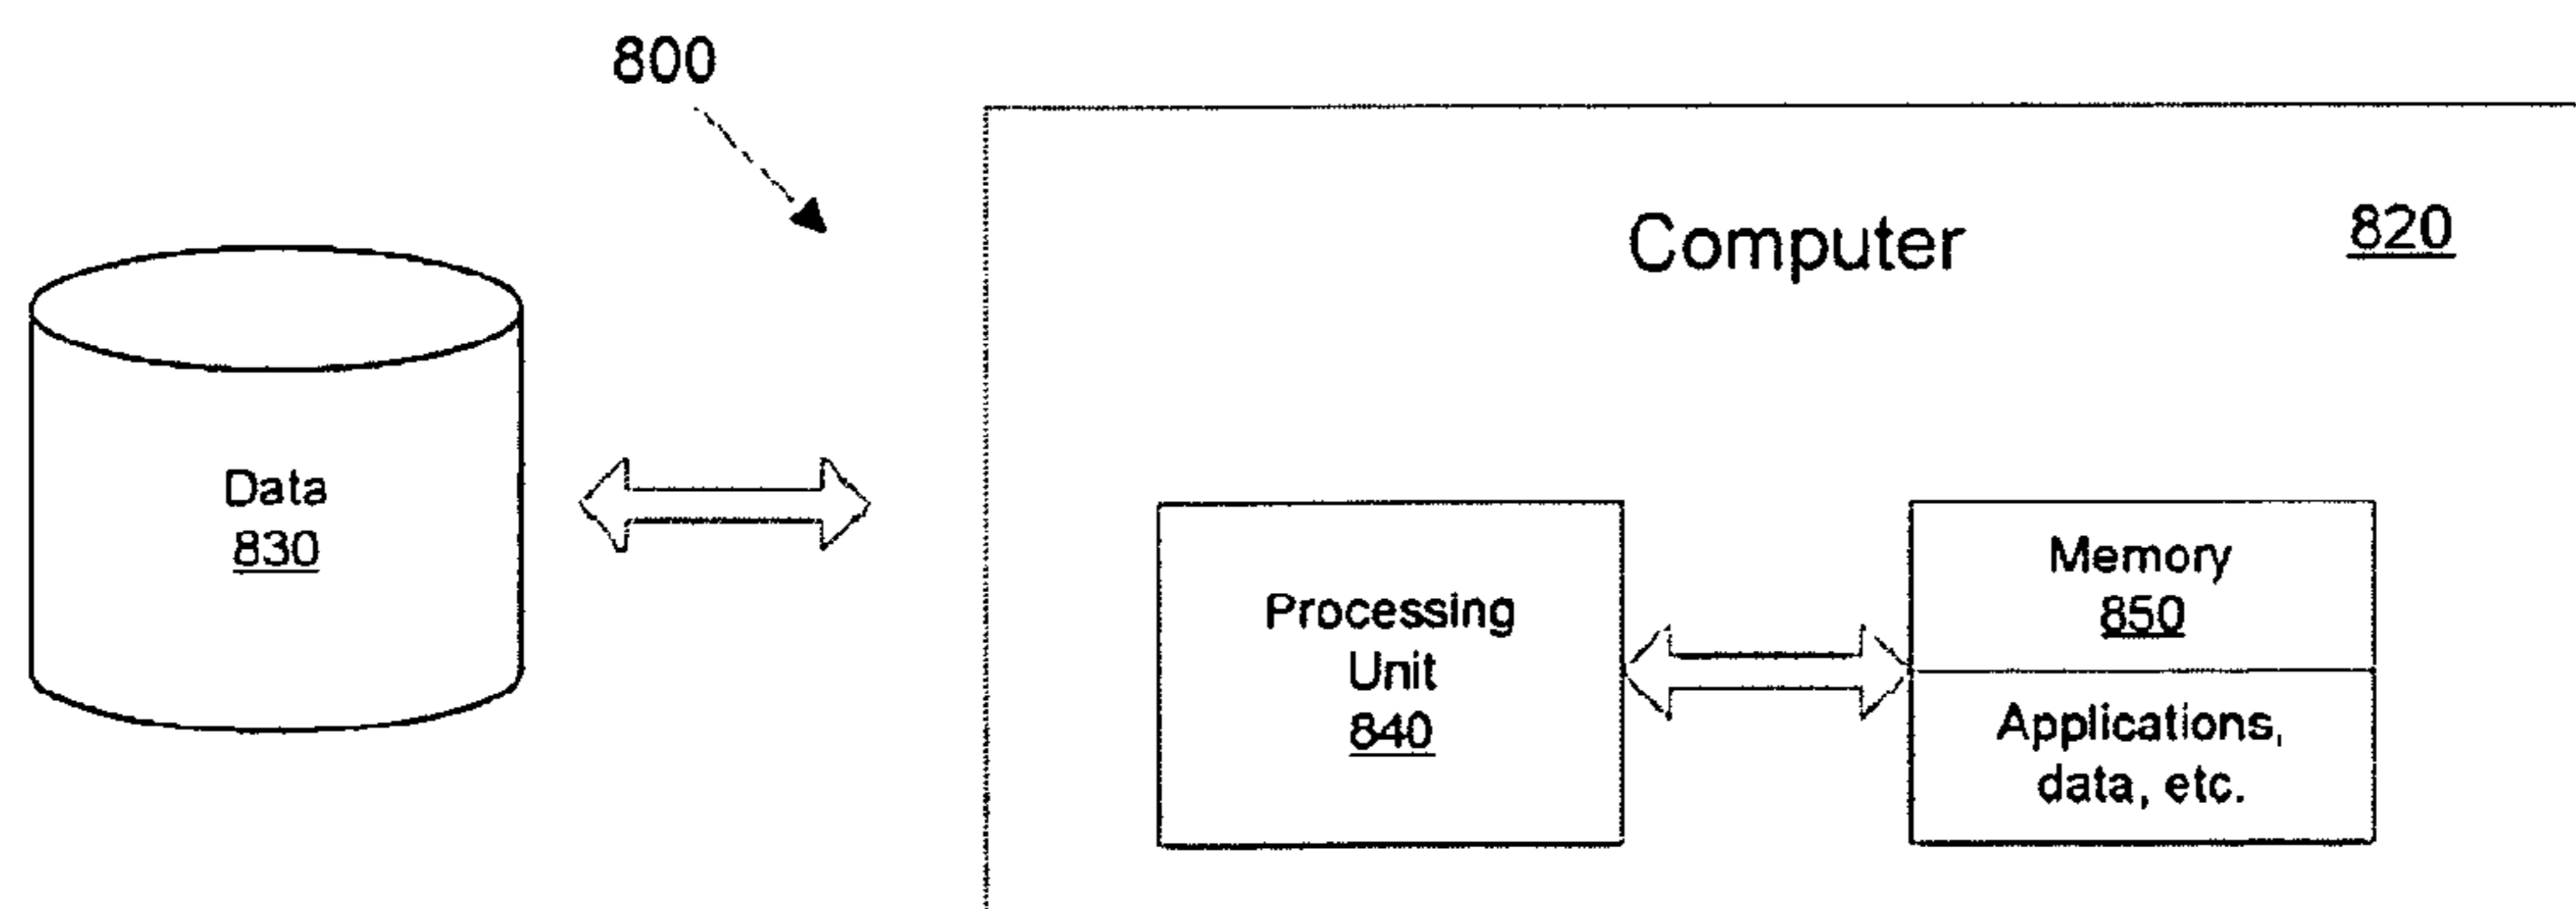 800
Computer
820
Data
830
Processing
Unit
840
Memory
850
Applications,
data, etc.